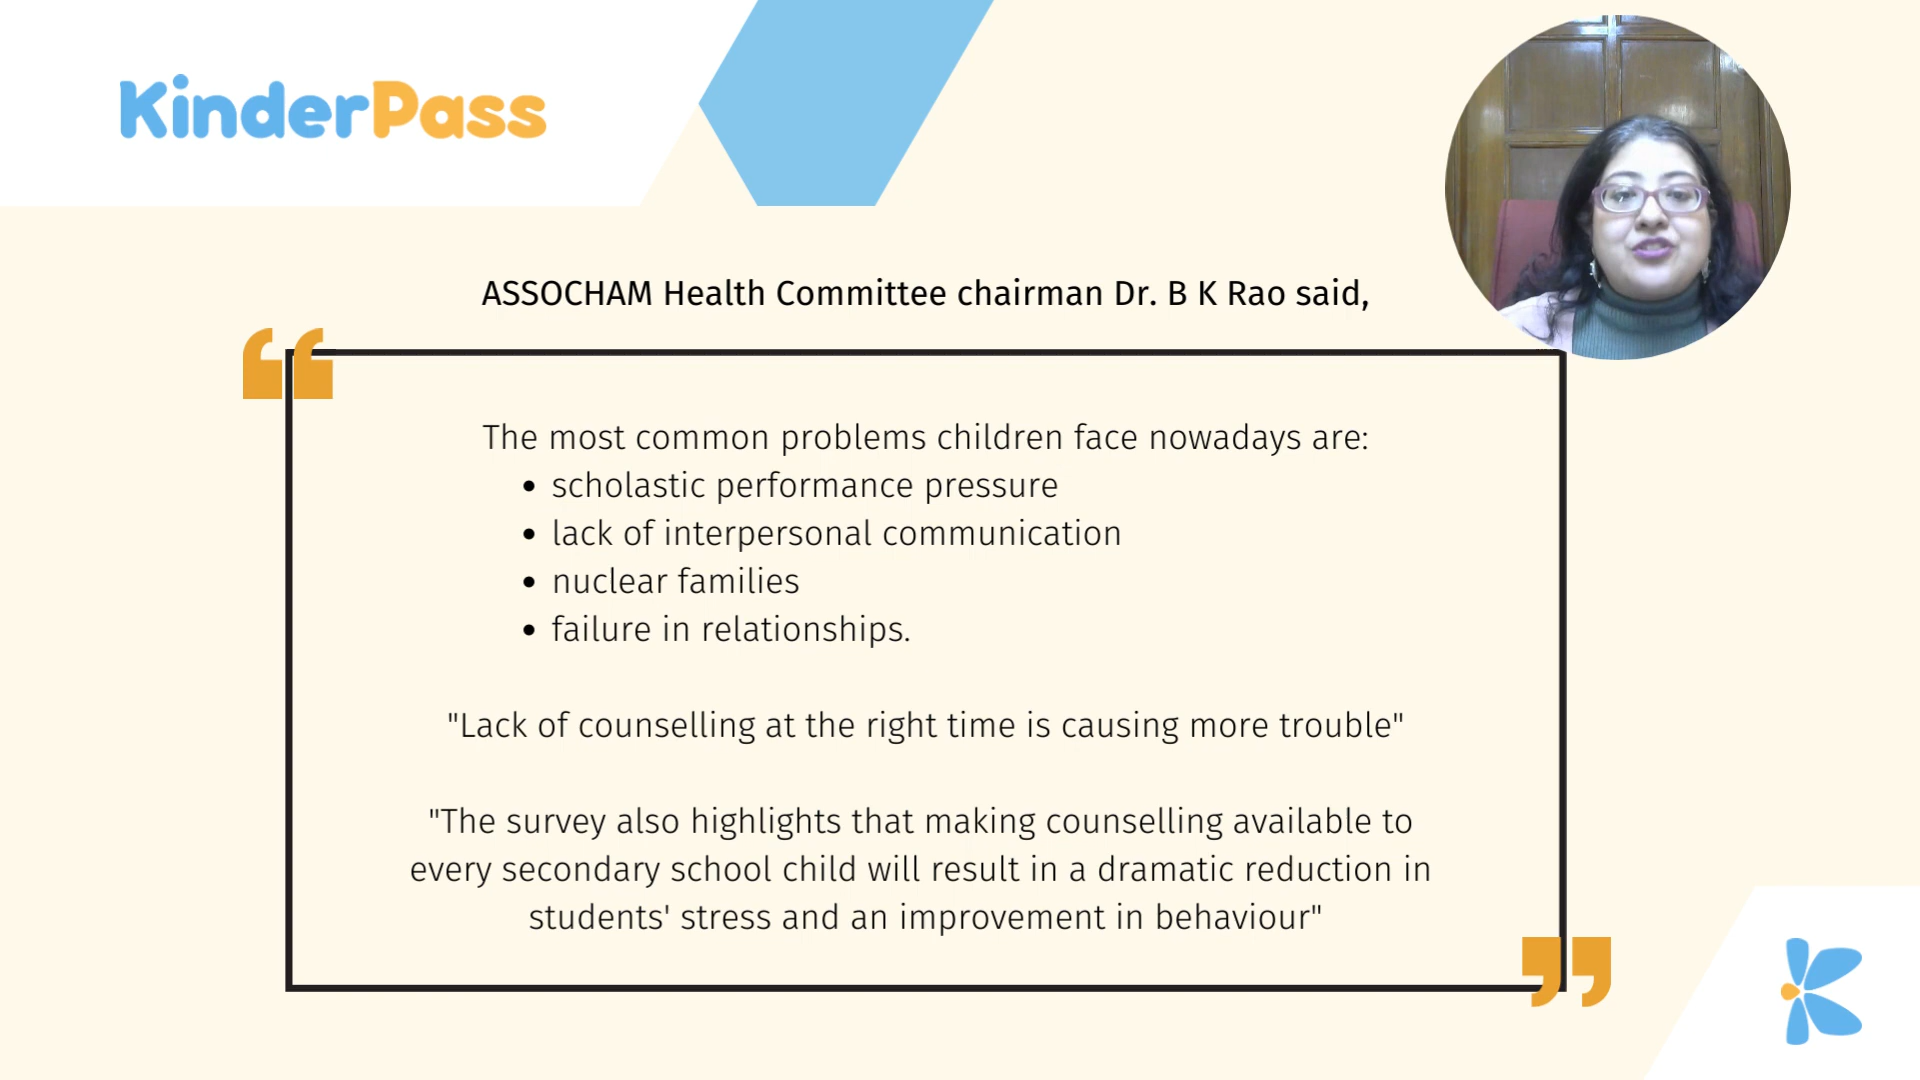 KinderPass
ASSOCHAM Health Committee chairman Dr. B K Rao said,
The most common problems children face nowadays are:
• scholastic performance pressure
• lack of interpersonal communication
• nuclear families
• failure in relationships.
"Lack of counselling at the right time is causing more trouble"
"The survey also highlights that making counselling available to
every secondary school child will result in a dramatic reduction in
students' stress and an improvement in behaviour"